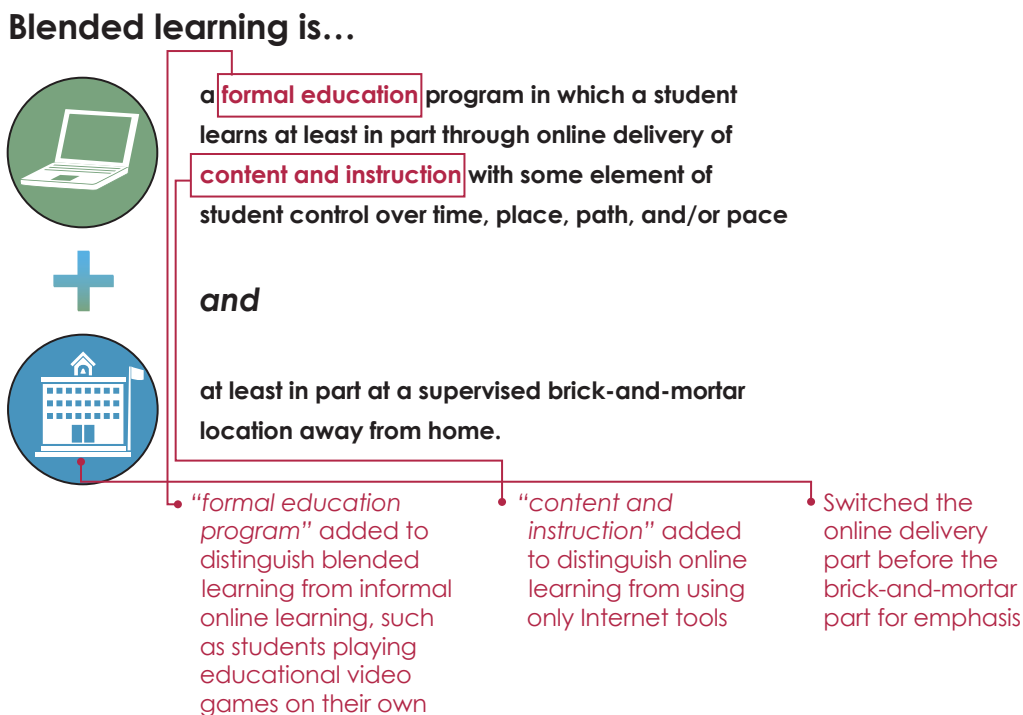 Blended learning is…
a formal education program in which a student
learns at least in part through online delivery of
content and instruction with some element of
student control over time, place, path, and/or pace
and
at least in part at a supervised brick-and-mortar
location away from home.
“formal education
program” added to
distinguish blended
learning from informal
online learning, such
as students playing
educational video
games on their own
“content and
instruction” added
to distinguish online
learning from using
only Internet tools
Switched the
online delivery
part before the
brick-and-mortar
part for emphasis